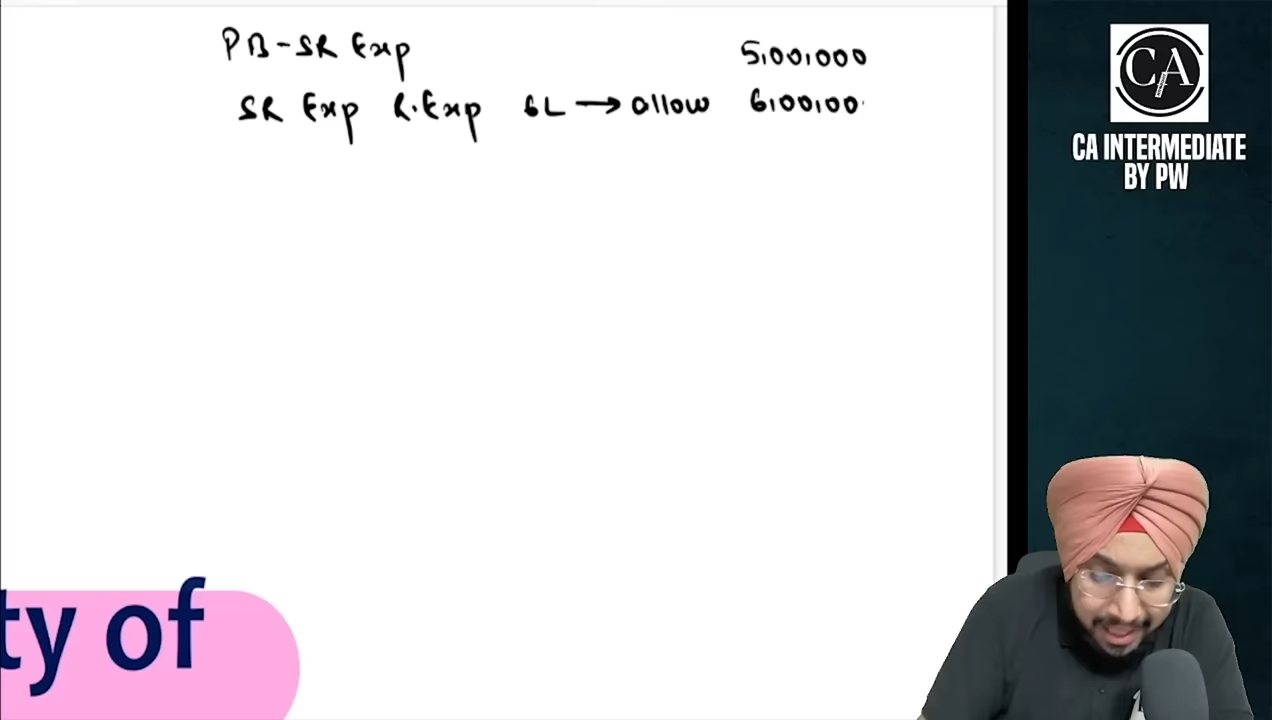 PB-SR Exp 5,00,000
SR Exp R.Exp 6L → allow 6,00,00
CA
CA INTERMEDIATE
BY PW
ty of